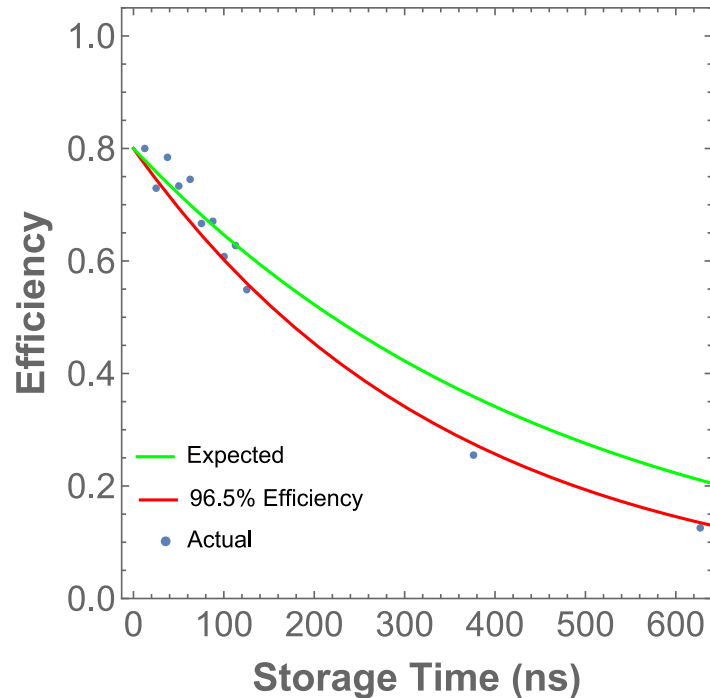 1.0
0.8
0.6
0.4
0.2
0.0
Efficiency
Expected
96.5% Efficiency
Actual
0 100 200 300 400 500 600
Storage Time (ns)